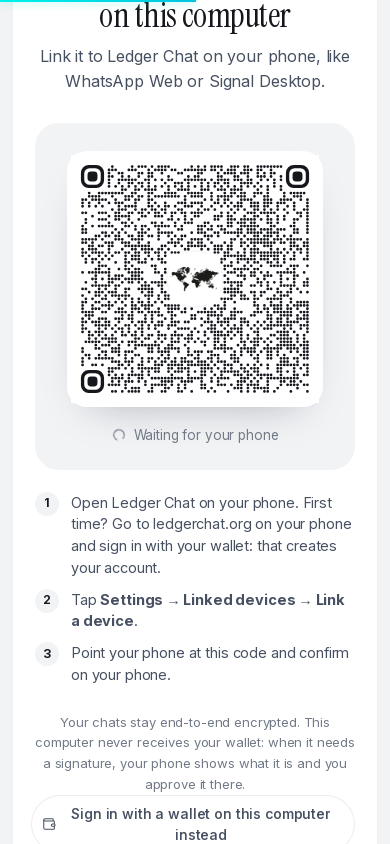 on this computer
Link it to Ledger Chat on your phone, like
WhatsApp Web or Signal Desktop.
Waiting for your phone
1 Open Ledger Chat on your phone. First
time? Go to ledgerchat.org on your phone
and sign in with your wallet: that creates
your account.
2 Tap Settings → Linked devices → Link
a device.
3 Point your phone at this code and confirm
on your phone.
Your chats stay end-to-end encrypted. This
computer never receives your wallet: when it needs
a signature, your phone shows what it is and you
approve it there.
Sign in with a wallet on this computer
instead